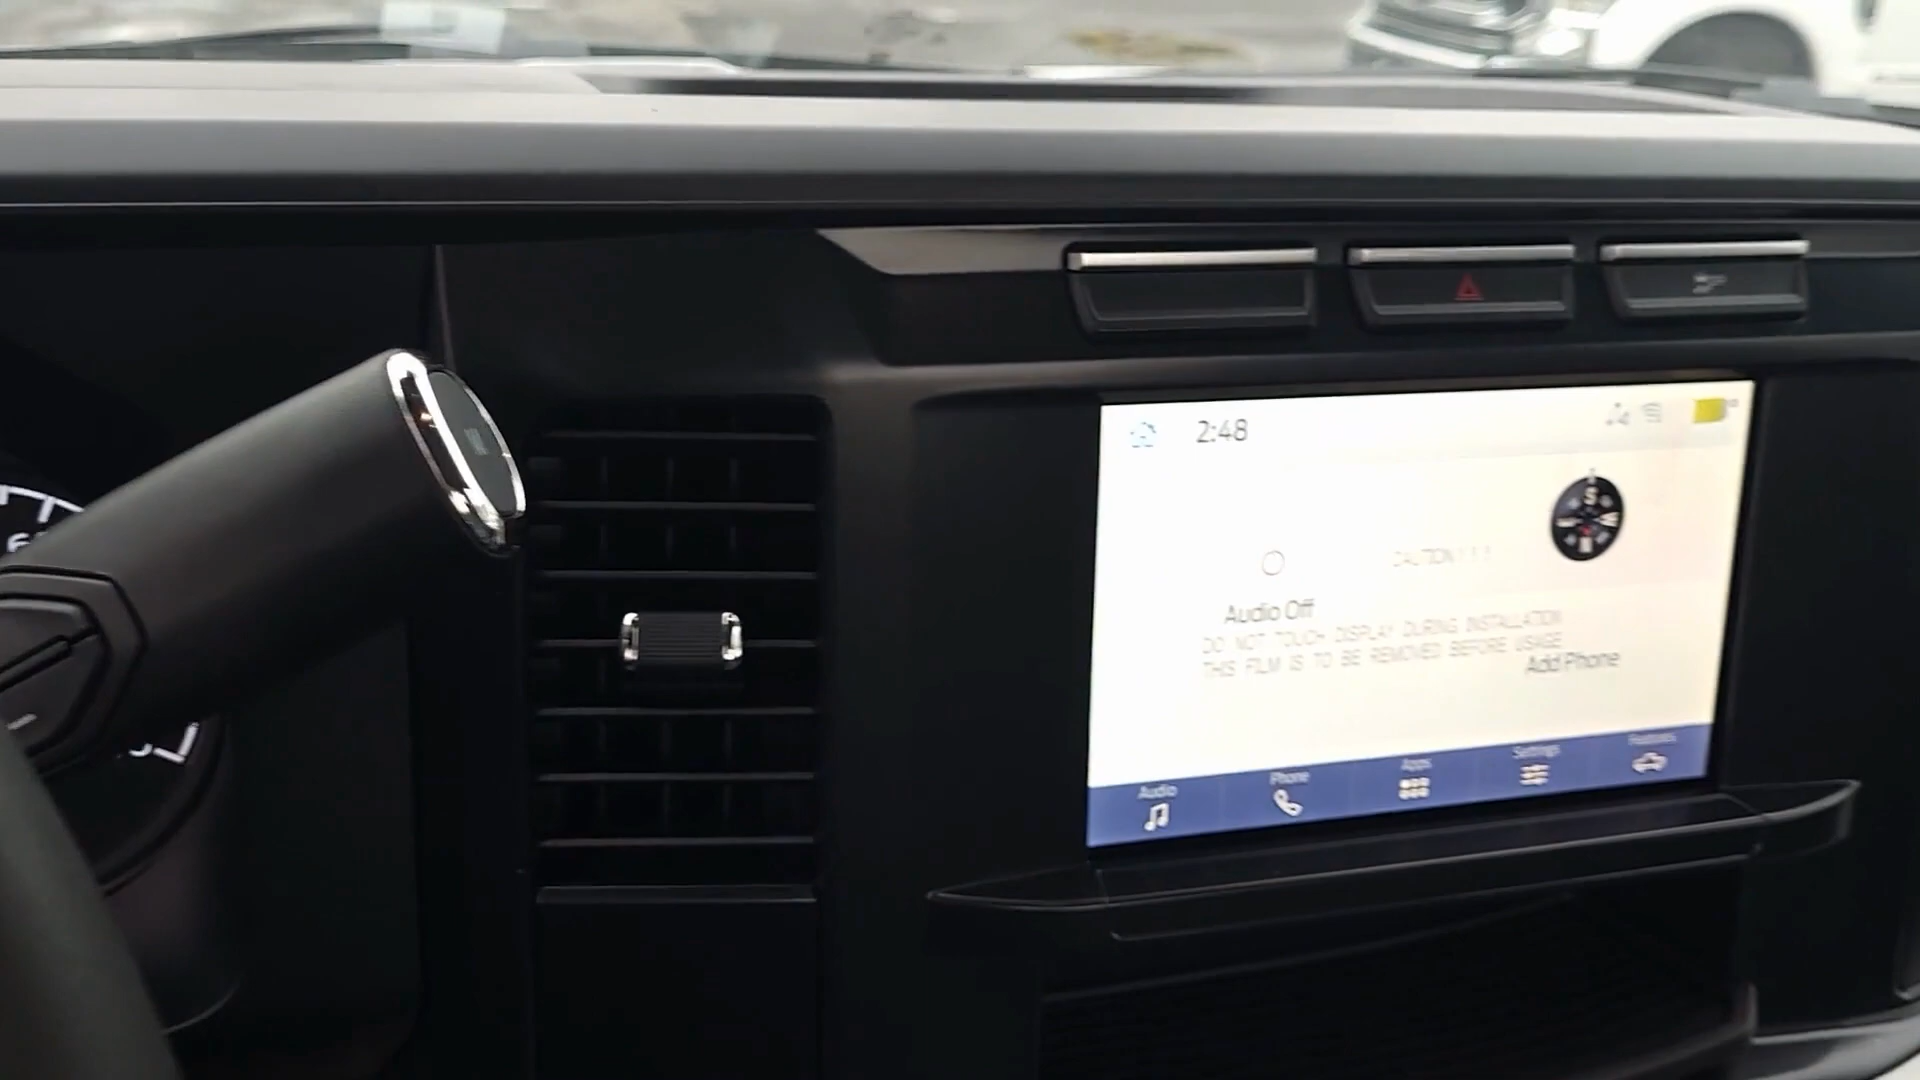 2:48
S
CAUTION ! ! !
Audio Off
DO NOT TOUCH DISPLAY DURING INSTALLATION
THIS FILM IS TO BE REMOVED BEFORE USAGE
Add Phone
Audio
Phone
Apps
Settings
Features